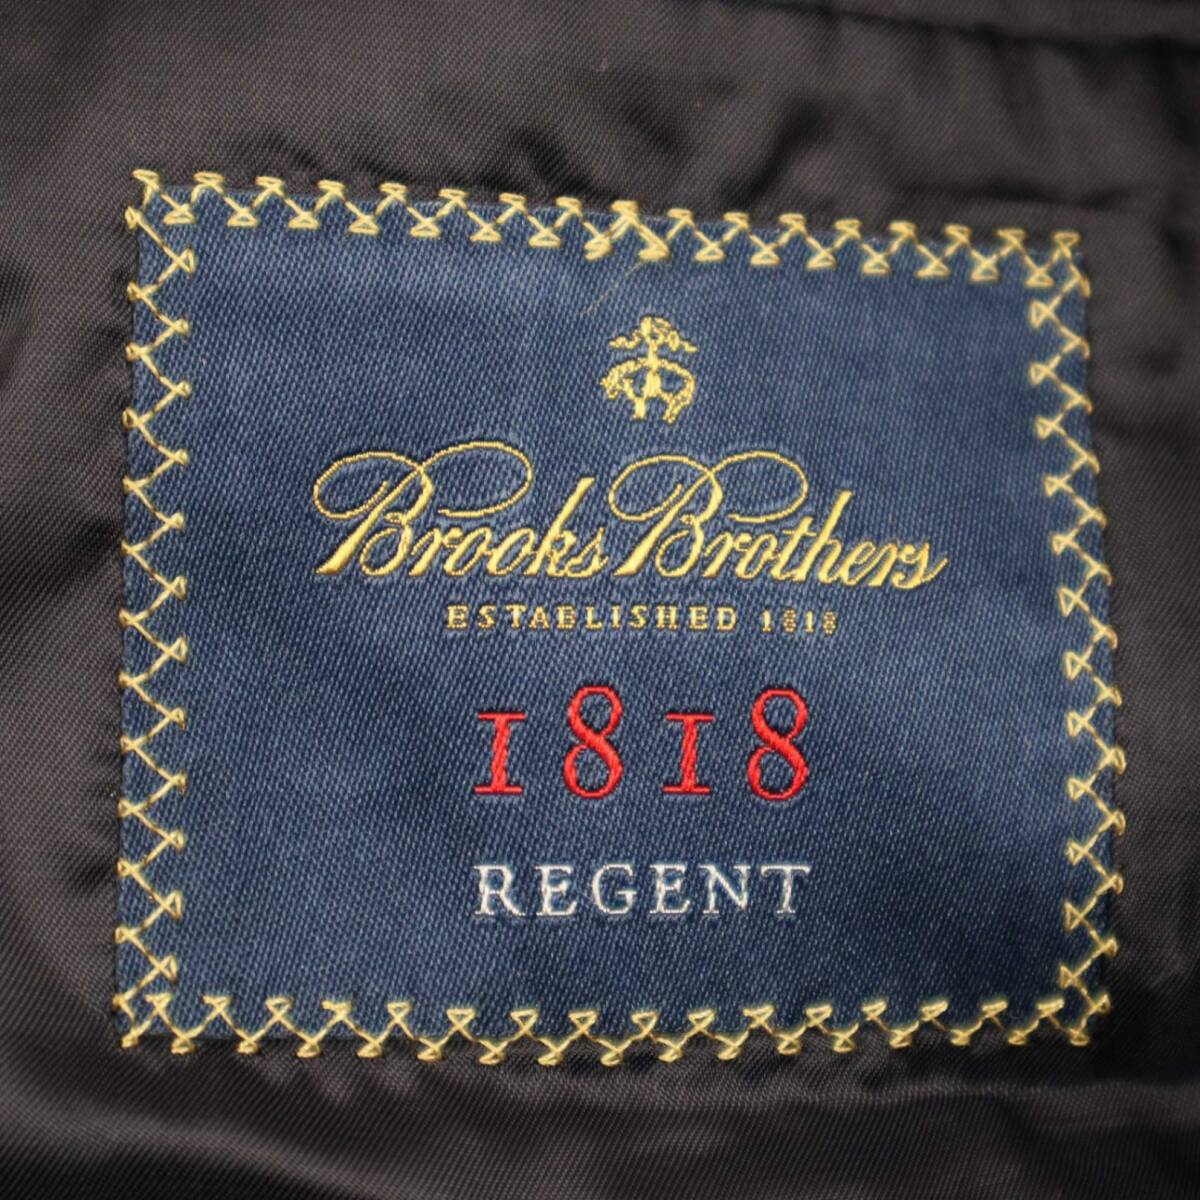 Brooks Brothers
ESTABLISHED 1818
1818
REGENT